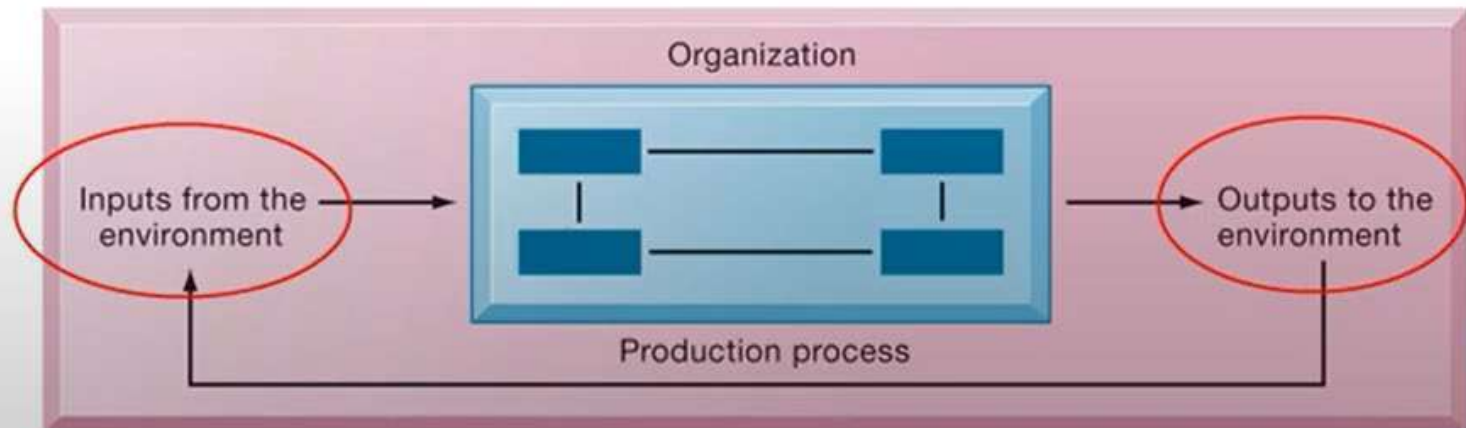 Organization
Inputs from the
environment
Outputs to the
environment
Production process